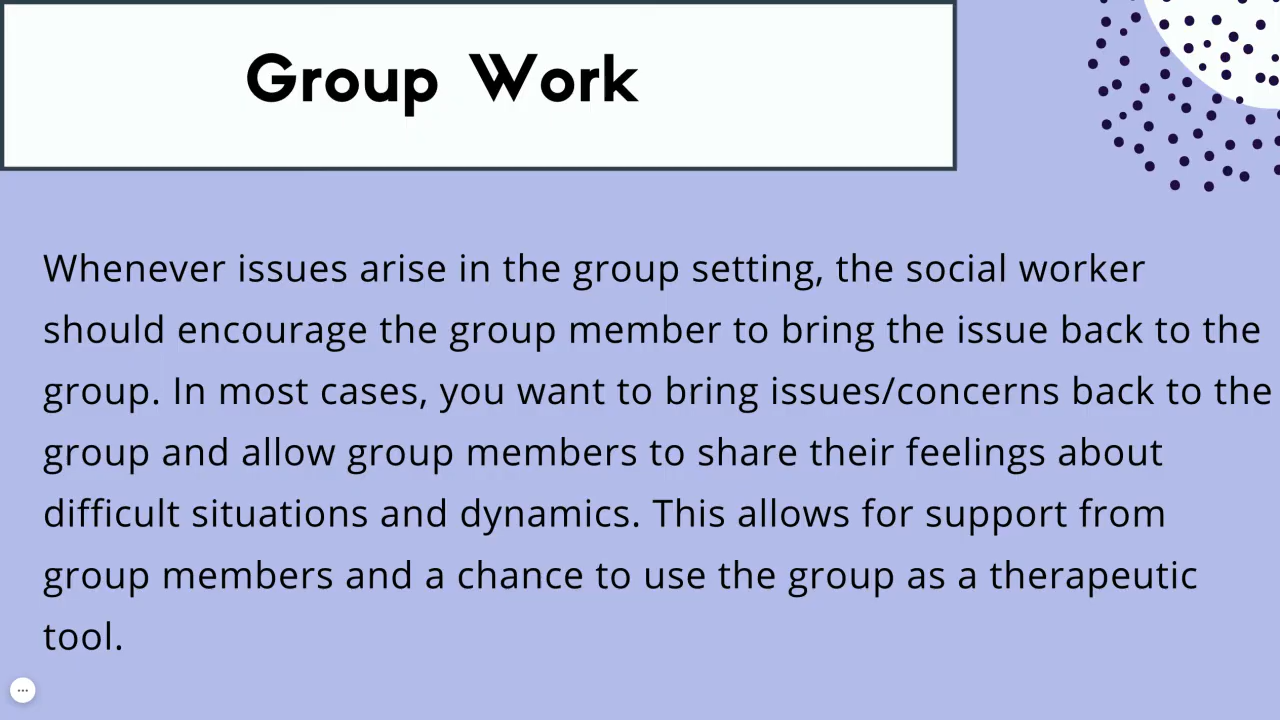 Group Work
Whenever issues arise in the group setting, the social worker
should encourage the group member to bring the issue back to the
group. In most cases, you want to bring issues/concerns back to the
group and allow group members to share their feelings about
difficult situations and dynamics. This allows for support from
group members and a chance to use the group as a therapeutic
tool.